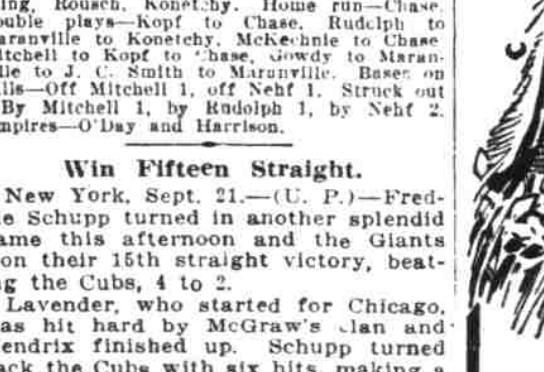 ing, Rousch, Konetchy. Home run—Chase.
ouble plays—Kopf to Chase, Rudolph to
aranville to Konetchy, McKechnie to Chase
itchell to Kopf to Chase, Gowdy to Maran-
lle to J. C. Smith to Maranville. Bases on
lls—Off Mitchell 1, off Nehf 1. Struck out
By Mitchell 1, by Rudolph 1, by Nehf 2.
mpires—O'Day and Harrison.
Win Fifteen Straight.
New York, Sept. 21.—(U. P.)—Fred-
ie Schupp turned in another splendid
ame this afternoon and the Giants
on their 15th straight victory, beat-
g the Cubs, 4 to 2.
Lavender, who started for Chicago,
as hit hard by McGraw's clan and
endrix finished up. Schupp turned
ack the Cubs with six hits, making a